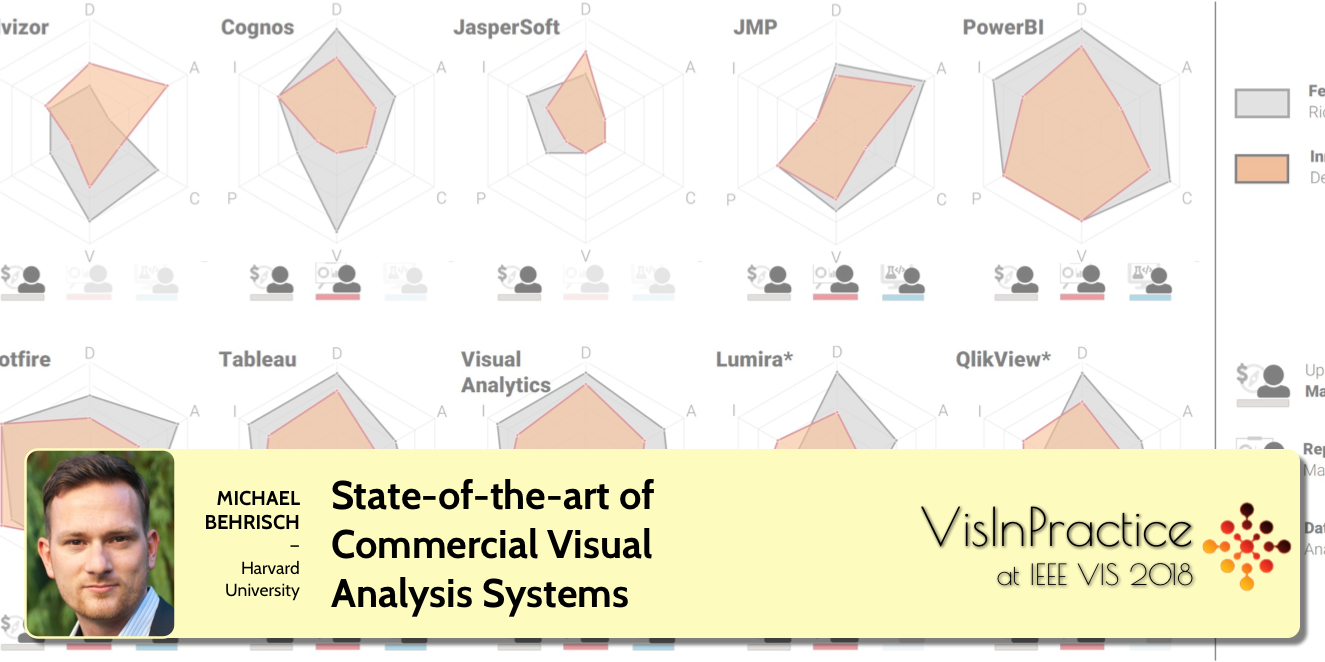 D
D
D
D
D
vizor
Cognos
JasperSoft
JMP
PowerBI
A
I
A
I
A
I
A
I
A
Fe
Ric
In
De
C
P
C
P
C
P
C
P
C
V
V
V
V
V
$
$
$
$
$
otfire
D
Tableau
D
Visual
Analytics
D
Lumira*
D
QlikView*
D
A
I
A
I
A
I
A
I
A
$
Up
Ma
Rep
Ma
Dat
Ana
MICHAEL
BEHRISCH
–
Harvard
University
State-of-the-art of
Commercial Visual
Analysis Systems
VisInPractice
at IEEE VIS 2018
$